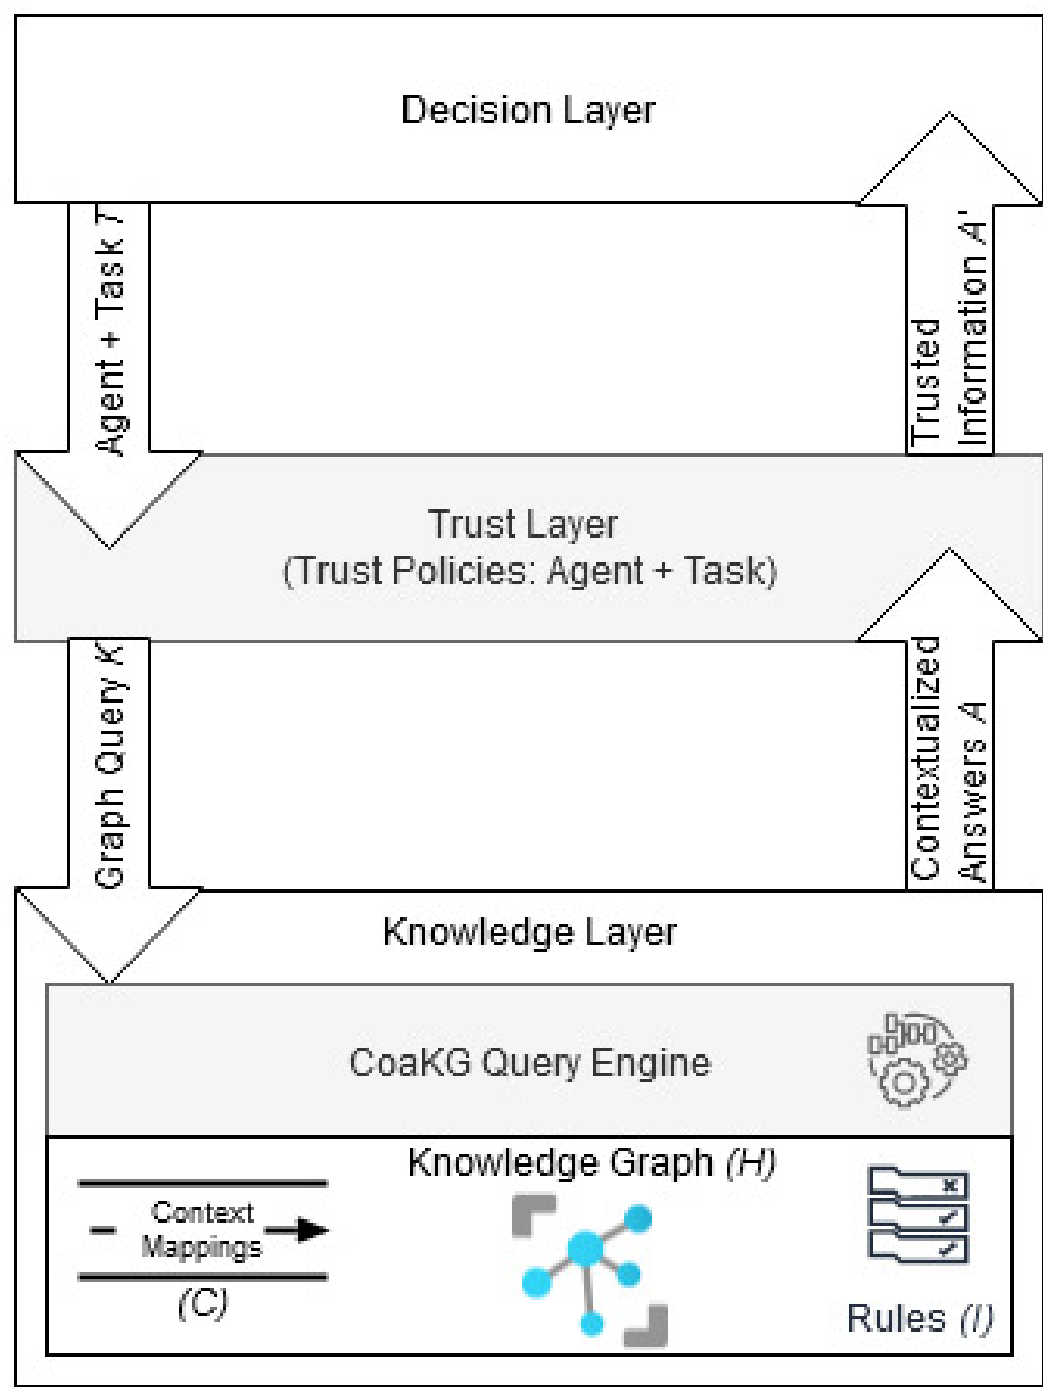 Decision Layer
Agent + Task T
Trusted
Information A'
Trust Layer
(Trust Policies: Agent + Task)
Graph Query K
Contextualized
Answers A
Knowledge Layer
CoaKG Query Engine
Context
Mappings
(C)
Knowledge Graph (H)
Rules (I)